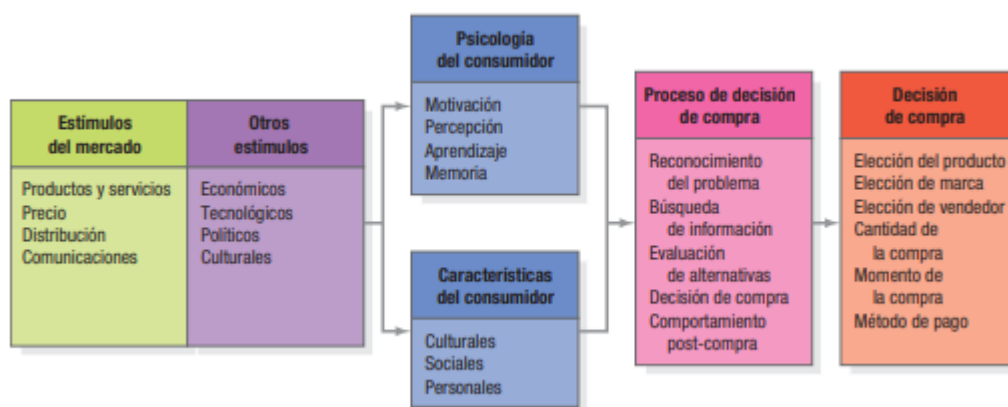 Estímulos
del mercado
Productos y servicios
Precio
Distribución
Comunicaciones
Otros
estímulos
Económicos
Tecnológicos
Políticos
Culturales
Psicología
del consumidor
Motivación
Percepción
Aprendizaje
Memoria
Características
del consumidor
Culturales
Sociales
Personales
Proceso de decisión
de compra
Reconocimiento
del problema
Búsqueda
de información
Evaluación
de alternativas
Decisión de compra
Comportamiento
post-compra
Decisión
de compra
Elección del producto
Elección de marca
Elección de vendedor
Cantidad de
la compra
Momento de
la compra
Método de pago